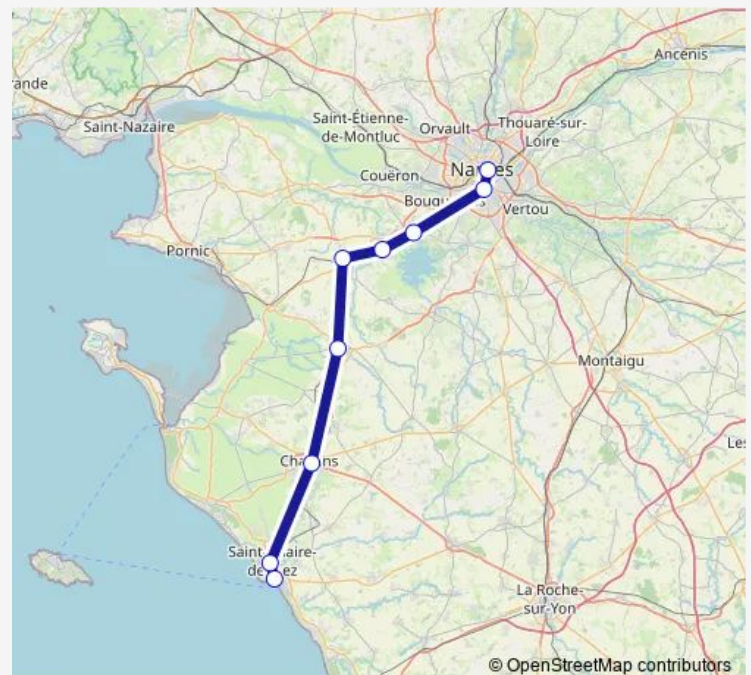 Ancenis
rande
Saint-Étienne-
de-Montluc
Orvault
Thouaré-sur-
Loire
Saint-Nazaire
Couëron
Vertou
Pornic
Montaigu
Les
La Roche-
sur-Yon
© OpenStreetMap contributors